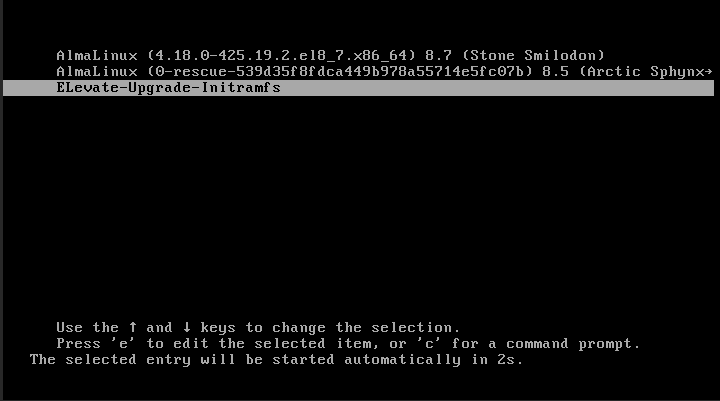 AlmaLinux (4.18.0-425.19.2.el8_7.x86_64) 8.7 (Stone Smilodon)
AlmaLinux (0-rescue-539d35f8fdca449b978a55714e5fc07b) 8.5 (Arctic Sphynx→
ELevate-Upgrade-Initramfs
Use the ↑ and ↓ keys to change the selection.
Press 'e' to edit the selected item, or 'c' for a command prompt.
The selected entry will be started automatically in 2s.